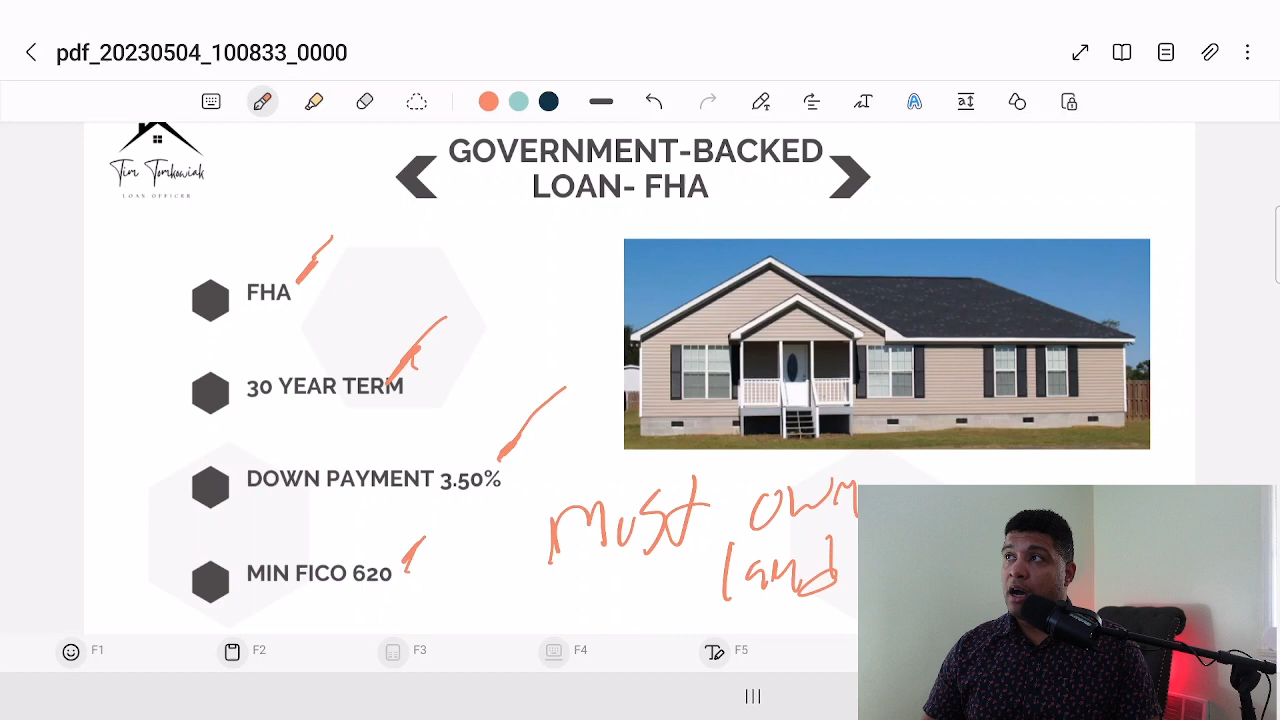 pdf_20230504_100833_0000
Tim Tomkowiak
LOAN OFFICER
GOVERNMENT-BACKED
LOAN- FHA
FHA
30 YEAR TERM
DOWN PAYMENT 3.50%
MIN FICO 620
Must own
land
F1
F2
F3
F4
F5